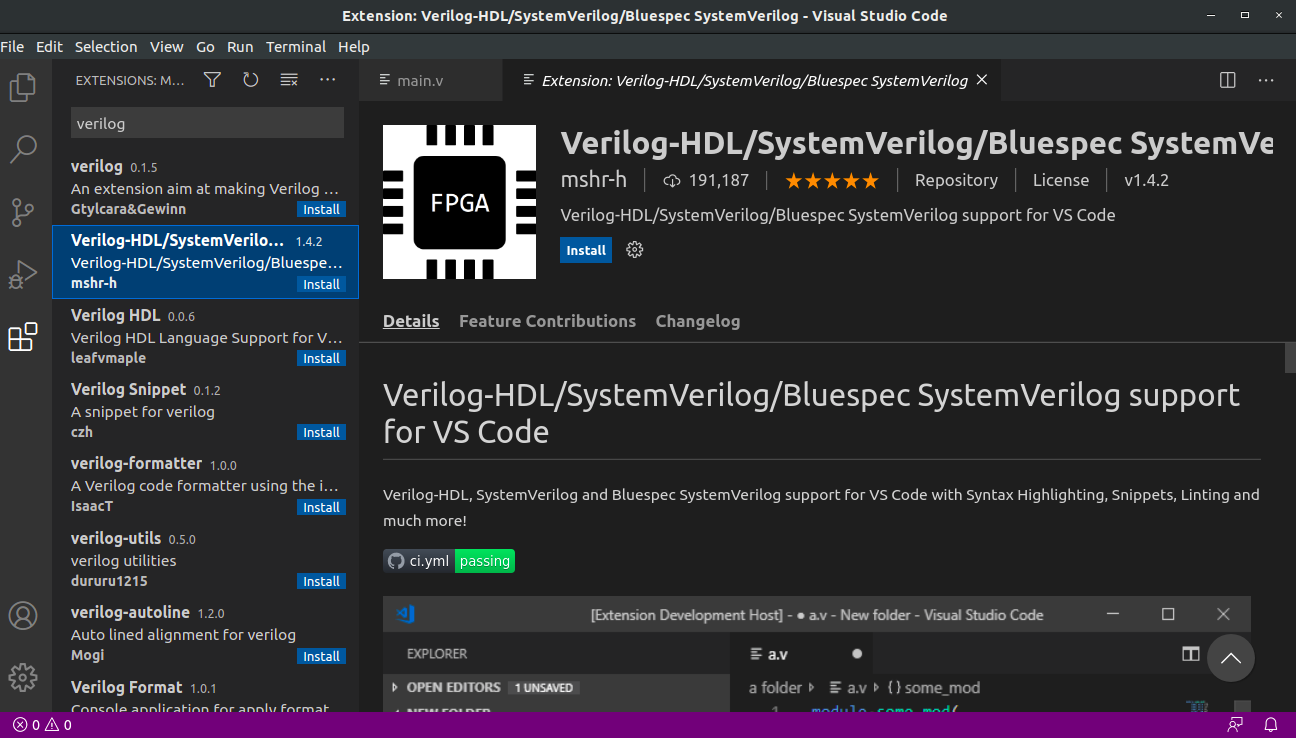 Extension: Verilog-HDL/SystemVerilog/Bluespec SystemVerilog - Visual Studio Code
File Edit Selection View Go Run Terminal Help
EXTENSIONS: M...
verilog
verilog 0.1.5
An extension aim at making Verilog ...
Gtylcara&Gewinn Install
Verilog-HDL/SystemVerilo... 1.4.2
Verilog-HDL/SystemVerilog/Bluespe...
mshr-h Install
Verilog HDL 0.0.6
Verilog HDL Language Support for V...
leafvmaple Install
Verilog Snippet 0.1.2
A snippet for verilog
czh Install
verilog-formatter 1.0.0
A Verilog code formatter using the i...
IsaacT Install
verilog-utils 0.5.0
verilog utilities
dururu1215 Install
verilog-autoline 1.2.0
Auto lined alignment for verilog
Mogi Install
Verilog Format 1.0.1
Console application for apply format
main.v Extension: Verilog-HDL/SystemVerilog/Bluespec SystemVerilog
FPGA
Verilog-HDL/SystemVerilog/Bluespec SystemVe
mshr-h 191,187 Repository License v1.4.2
Verilog-HDL/SystemVerilog/Bluespec SystemVerilog support for VS Code
Install
Details Feature Contributions Changelog
Verilog-HDL/SystemVerilog/Bluespec SystemVerilog support
for VS Code
Verilog-HDL, SystemVerilog and Bluespec SystemVerilog support for VS Code with Syntax Highlighting, Snippets, Linting and
much more!
ci.yml passing
[Extension Development Host] - ● a.v - New folder - Visual Studio Code
EXPLORER a.v
OPEN EDITORS 1 UNSAVED a folder a.v {} some_mod
NEW FOLDER 1 module some_mod(
0 0